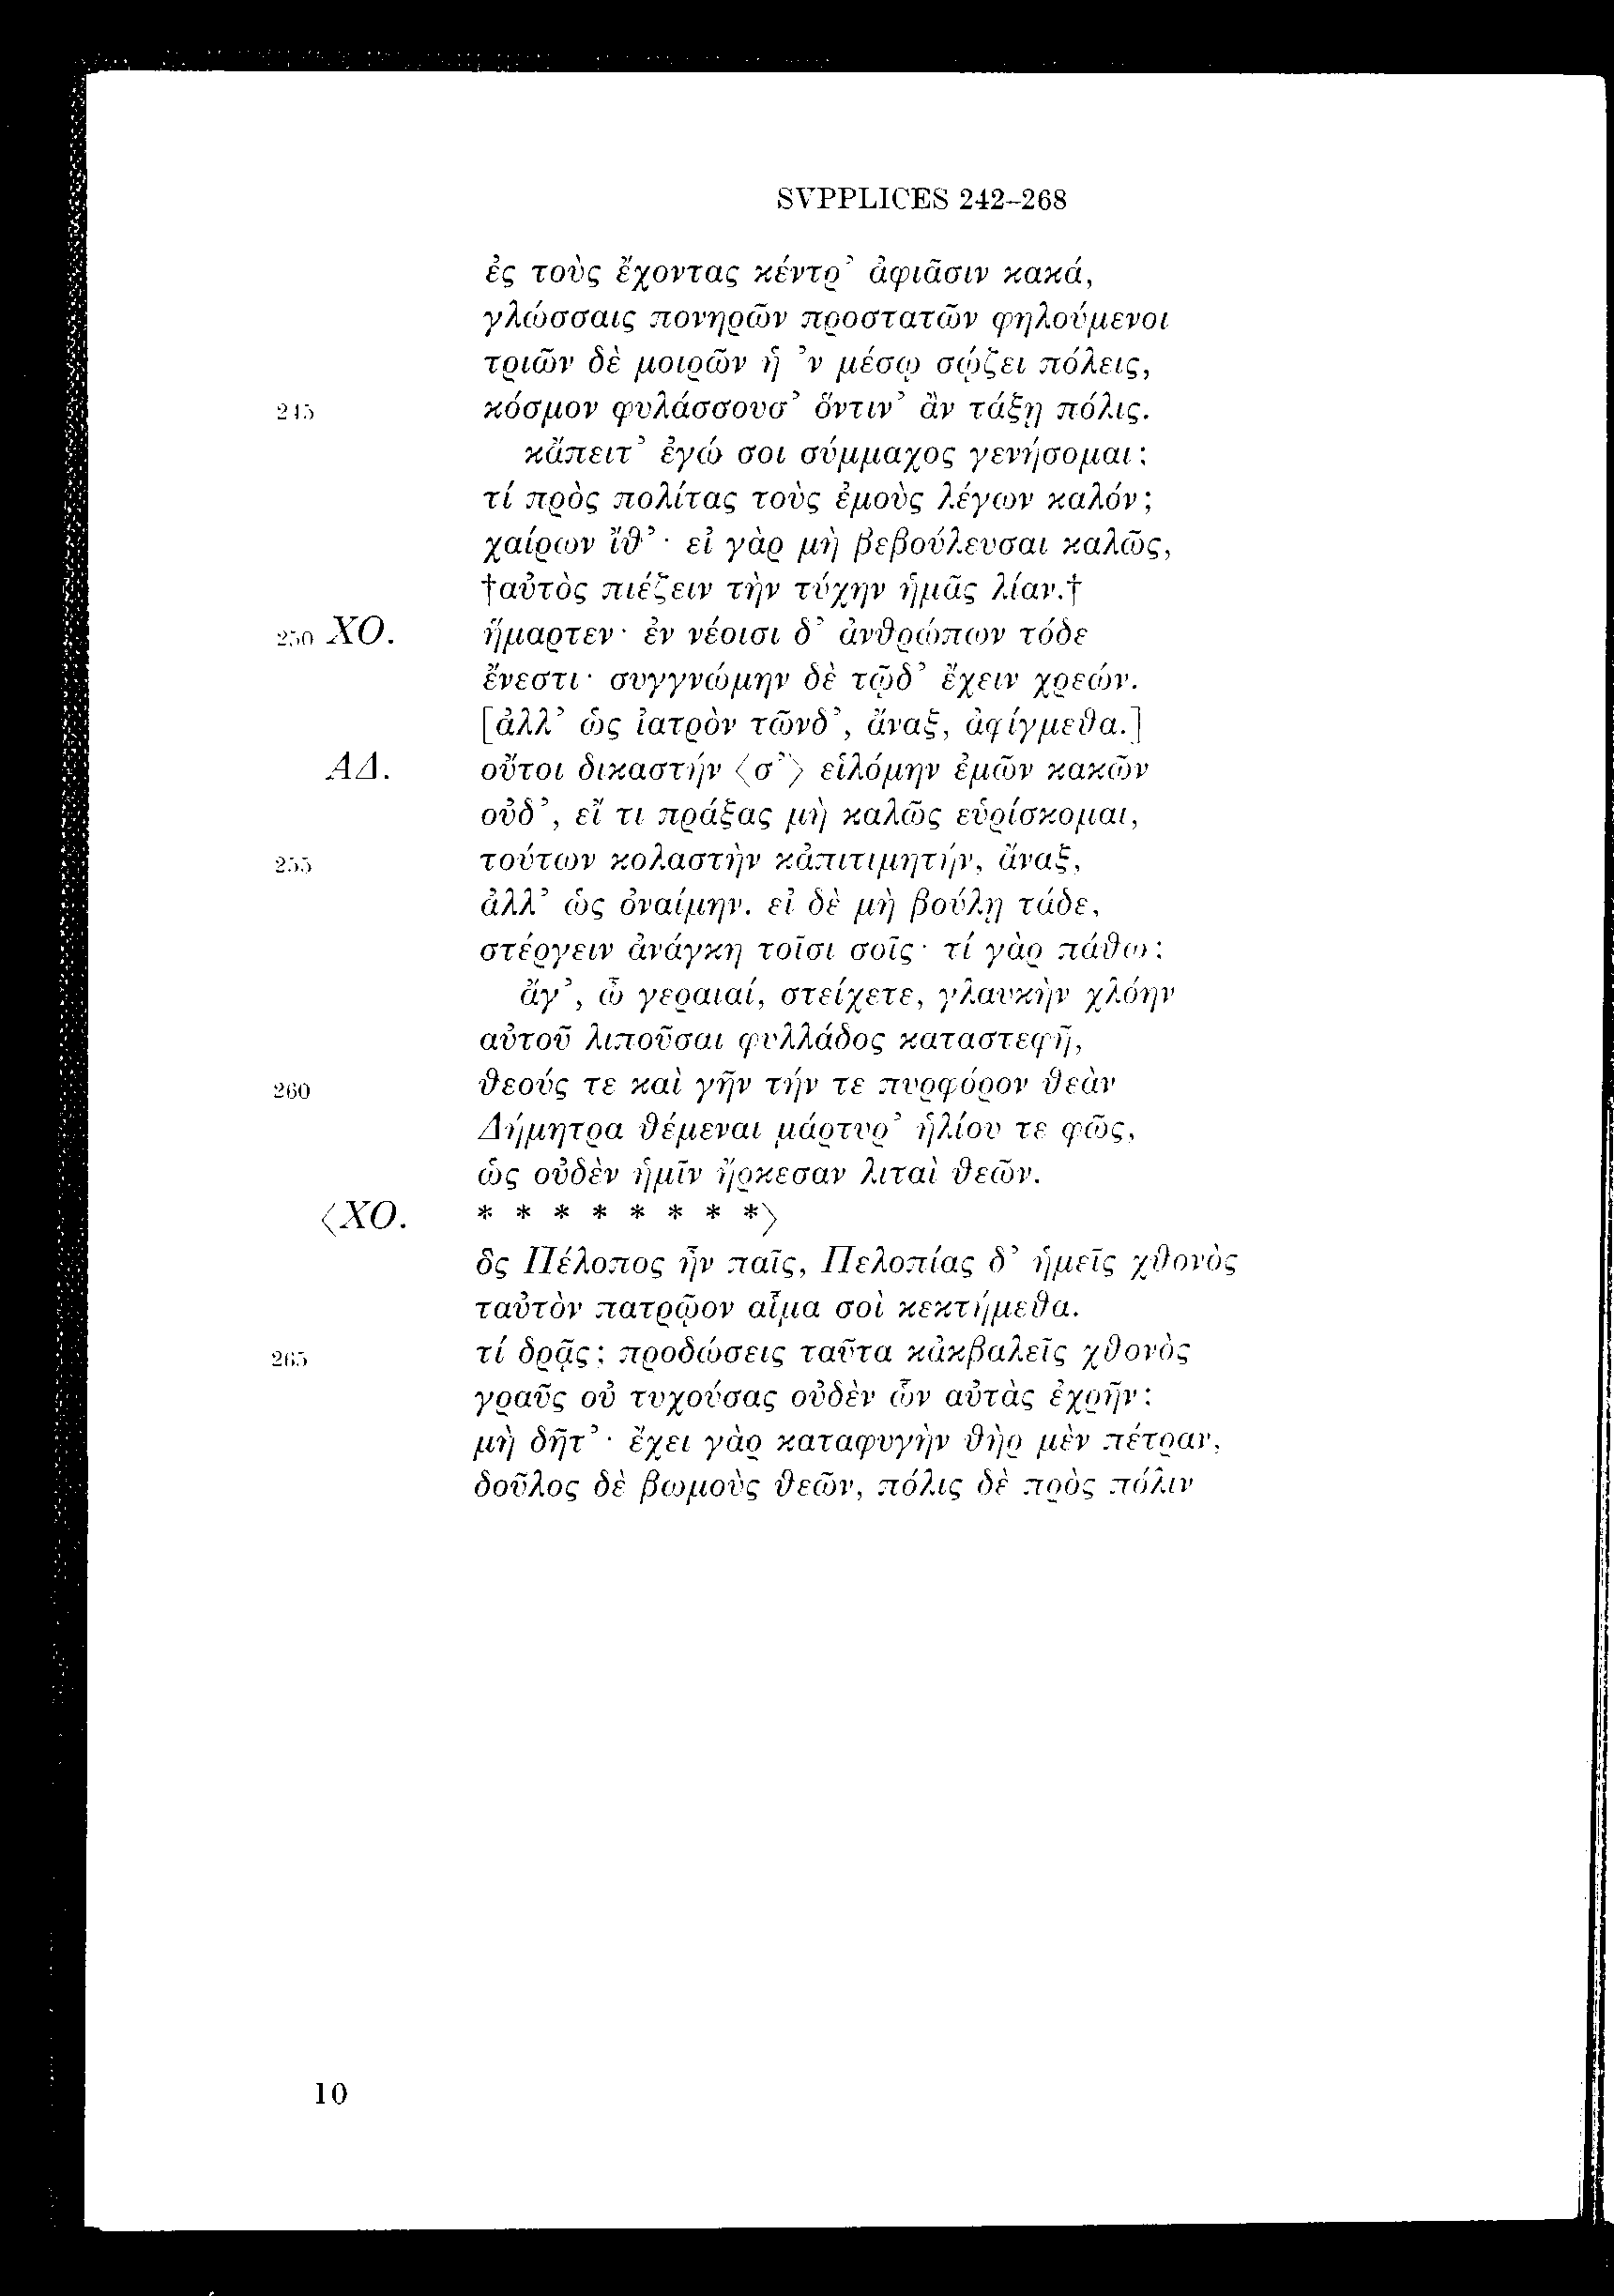 SVPPLICES 242–268
ἐς τοὺς ἔχοντας κέντρ’ ἀφιᾶσιν κακά,
γλώσσαις πονηρῶν προστατῶν φηλούμενοι
τριῶν δὲ μοιρῶν ἡ ’ν μέσῳ σῴζει πόλεις,
245 κόσμον φυλάσσουσ’ ὅντιν’ ἂν τάξῃ πόλις.
κἄπειτ’ ἐγώ σοι σύμμαχος γενήσομαι;
τί πρὸς πολίτας τοὺς ἐμοὺς λέγων καλόν;
χαίρων ἴθ’· εἰ γὰρ μὴ βεβούλευσαι καλῶς,
†αὐτὸς πιέζειν τὴν τύχην ἡμᾶς λίαν.†
250 ΧΟ. ἥμαρτεν· ἐν νέοισι δ’ ἀνθρώπων τόδε
ἔνεστι· συγγνώμην δὲ τῷδ’ ἔχειν χρεών.
[ἀλλ’ ὡς ἰατρὸν τῶνδ’, ἄναξ, ἀφίγμεθα.]
ΑΔ. οὔτοι δικαστήν ⟨σ’⟩ εἱλόμην ἐμῶν κακῶν
οὐδ’, εἴ τι πράξας μὴ καλῶς εὑρίσκομαι,
255 τούτων κολαστὴν κἀπιτιμητήν, ἄναξ,
ἀλλ’ ὡς ὀναίμην. εἰ δὲ μὴ βούλῃ τάδε,
στέργειν ἀνάγκη τοῖσι σοῖς· τί γὰρ πάθω;
ἄγ’, ὦ γεραιαί, στείχετε, γλαυκὴν χλόην
αὐτοῦ λιποῦσαι φυλλάδος καταστεφῆ,
260 θεούς τε καὶ γῆν τήν τε πυρφόρον θεὰν
Δήμητρα θέμεναι μάρτυρ’ ἡλίου τε φῶς,
ὡς οὐδὲν ἡμῖν ἤρκεσαν λιταὶ θεῶν.
⟨ΧΟ. * * * * * * * *⟩
ὃς Πέλοπος ἦν παῖς, Πελοπίας δ’ ἡμεῖς χθονὸς
ταὐτὸν πατρῷον αἷμα σοὶ κεκτήμεθα.
265 τί δρᾷς; προδώσεις ταῦτα κἀκβαλεῖς χθονὸς
γραῦς οὐ τυχούσας οὐδὲν ὧν αὐτὰς ἐχρῆν;
μὴ δῆτ’· ἔχει γὰρ καταφυγὴν θὴρ μὲν πέτραν,
δοῦλος δὲ βωμοὺς θεῶν, πόλις δὲ πρὸς πόλιν
10